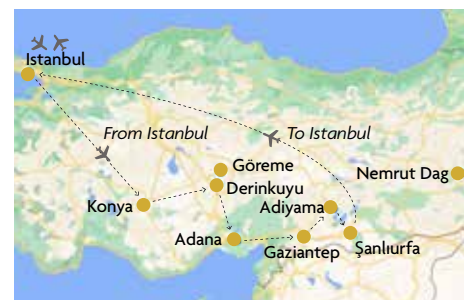 Istanbul
From Istanbul
To Istanbul
Göreme
Derinkuyu
Nemrut Dag
Konya
Adiyama
Adana
Gaziantep
Şanlıurfa